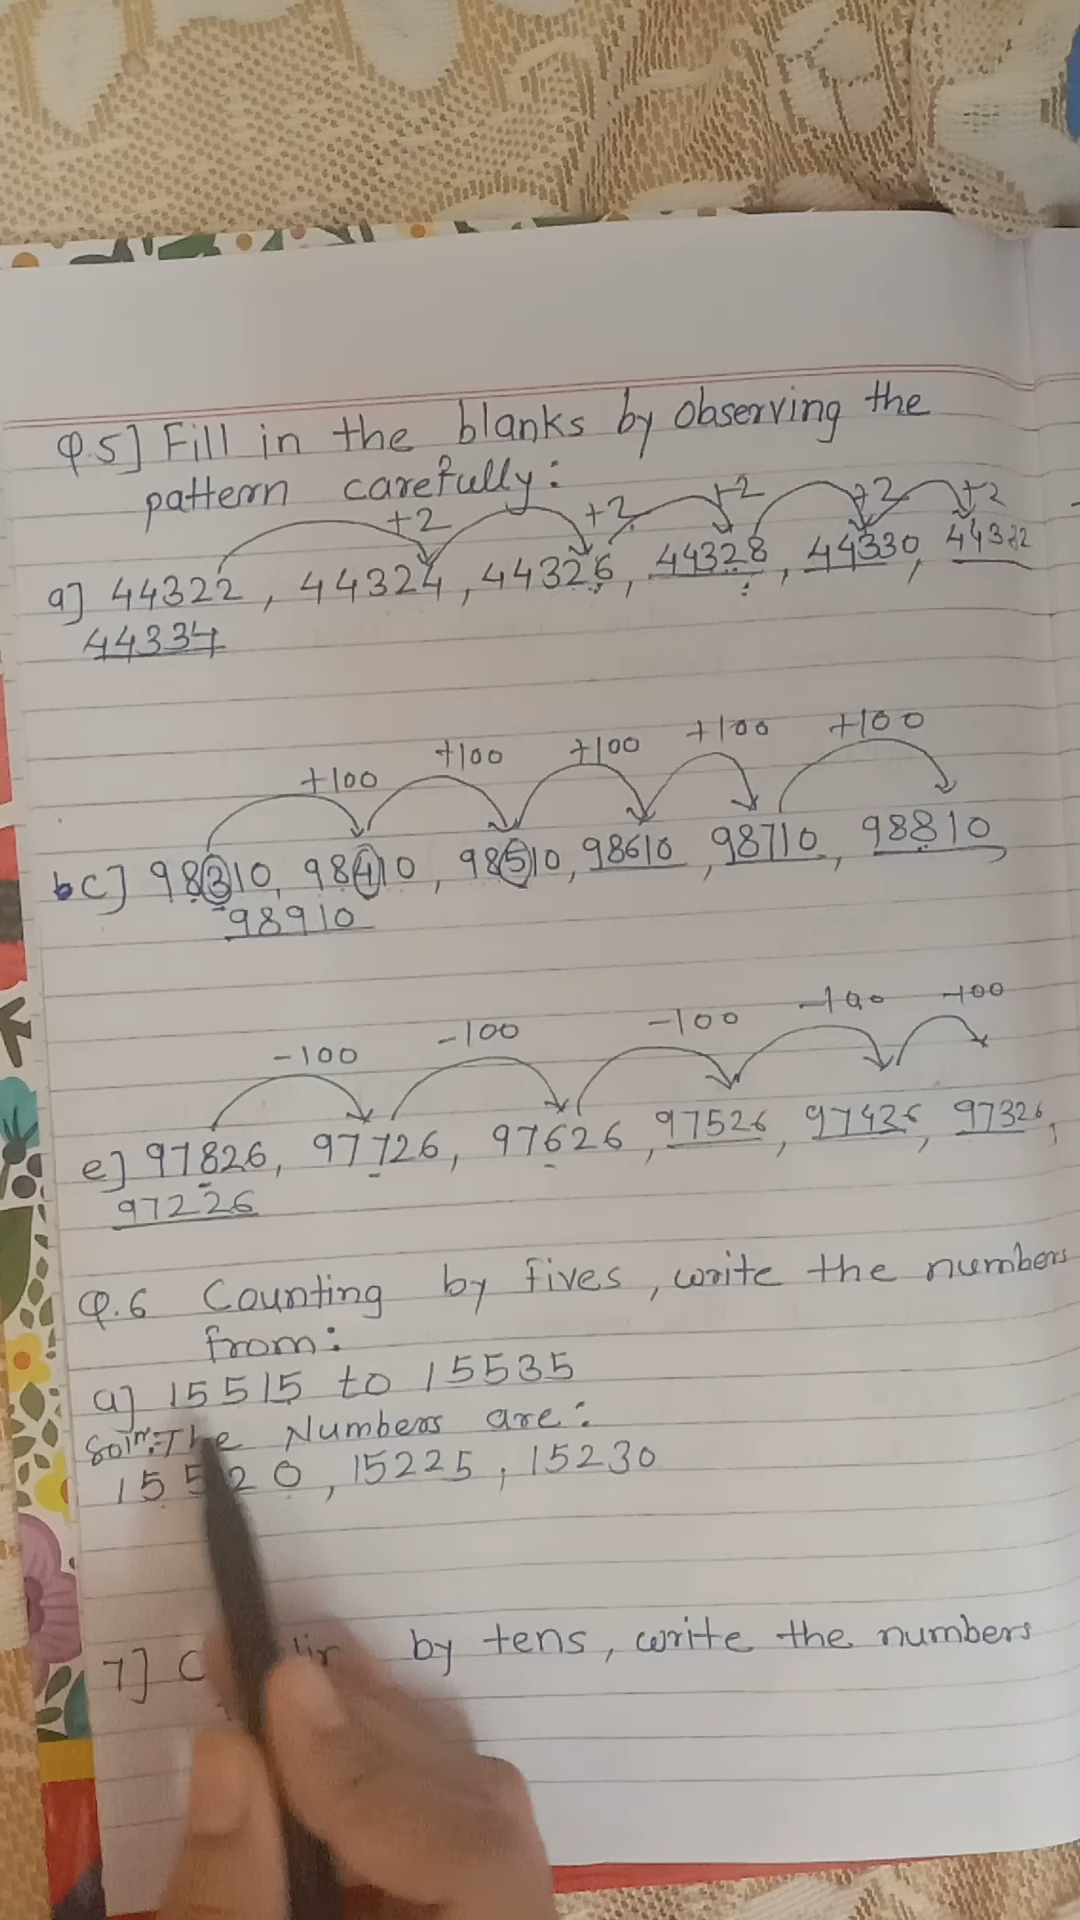 Q.5] Fill in the blanks by observing the
pattern carefully:
+2 +2 +2 +2 +2
a] 44322, 44324, 44326, 44328, 44330, 44332
44334
+100 +100 +100 +100 +100
bc] 98310, 98410, 98510, 98610, 98710, 98810
98910
-100 -100 -100 -100 -100
e] 97826, 97726, 97626, 97526, 97426, 97326,
97226
Q.6 Counting by fives, write the numbers
from:
a] 15515 to 15535
Soln:-The Numbers are:
15520, 15225, 15230
7] by tens, write the numbers